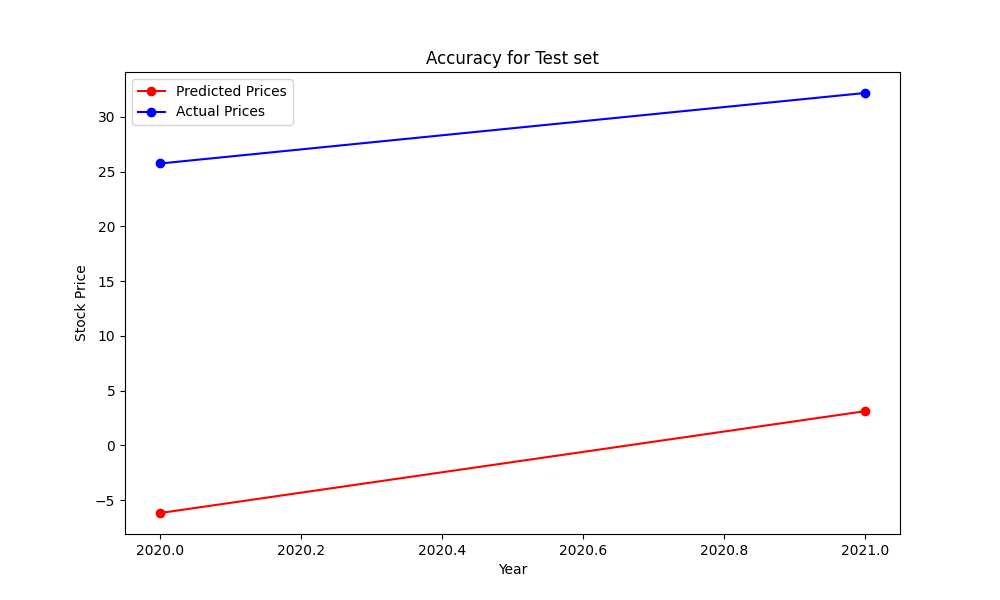 Accuracy for Test set
Predicted Prices
Actual Prices
Stock Price
30
25
20
15
10
5
0
−5
2020.0
2020.2
2020.4
2020.6
2020.8
2021.0
Year